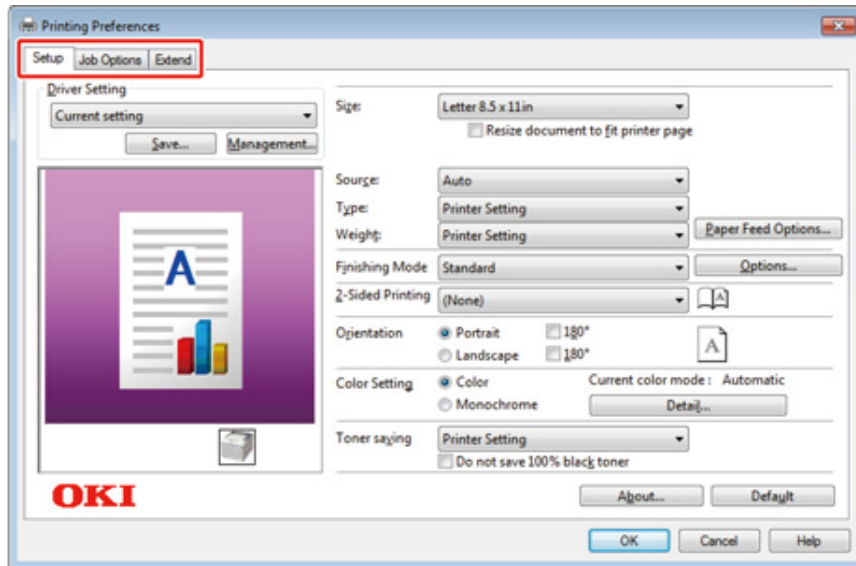 Printing Preferences
Setup Job Options Extend
Driver Setting
Current setting
Save... Management...
A
OKI
Size: Letter 8.5 x 11in
Resize document to fit printer page
Source: Auto
Type: Printer Setting
Weight: Printer Setting Paper Feed Options...
Finishing Mode Standard Options...
2-Sided Printing (None) A
Orientation Portrait 180°
Landscape 180° A
Color Setting Color Current color mode : Automatic
Monochrome Detail...
Toner saving Printer Setting
Do not save 100% black toner
About... Default
OK Cancel Help